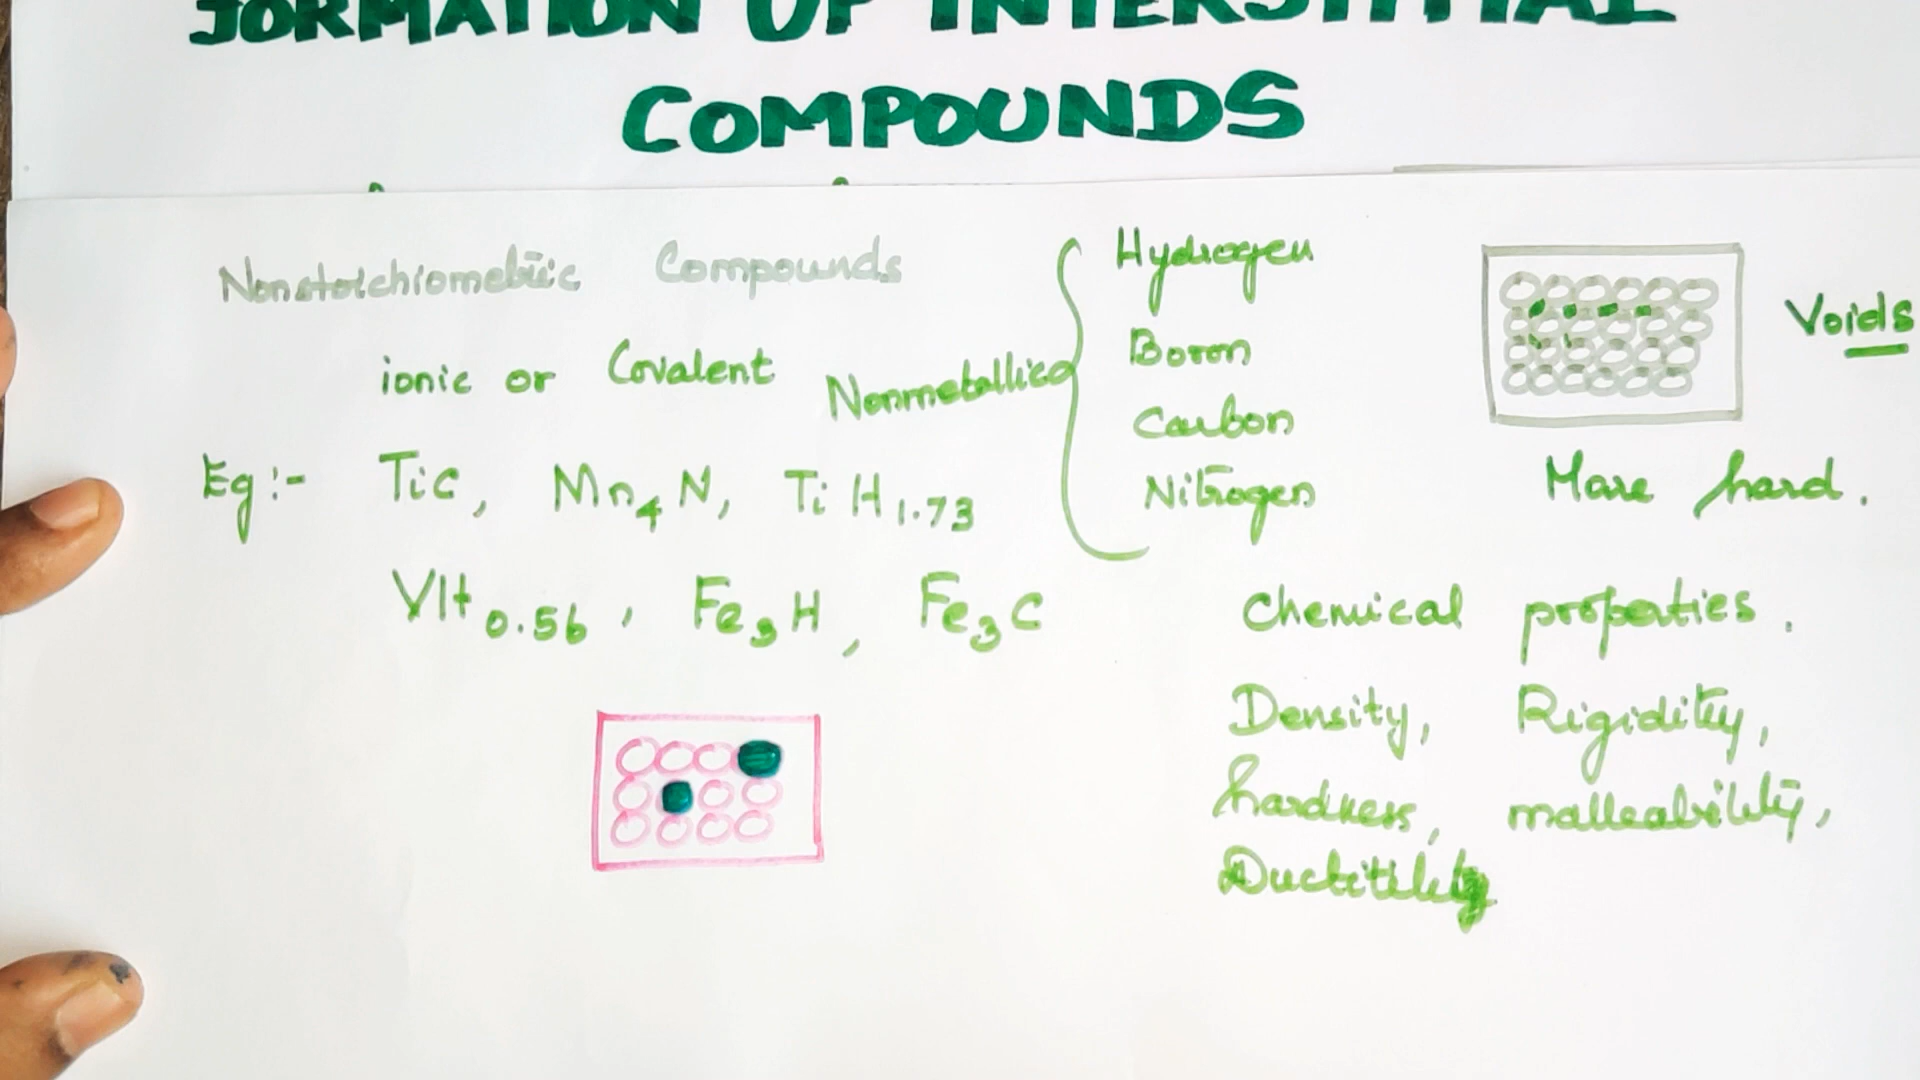 FORMATION OF INTERSTITIAL
COMPOUNDS
Nonstoichiometric Compounds
ionic or Covalent
Nonmetallic
Hydrogen
Boron
Carbon
Nitrogen
Eg:- TiC, Mn4N, TiH1.73
VH0.56, Fe3H, Fe3C
Voids
More hard.
Chemical properties.
Density, Rigidity,
hardness, malleability,
Ductitility